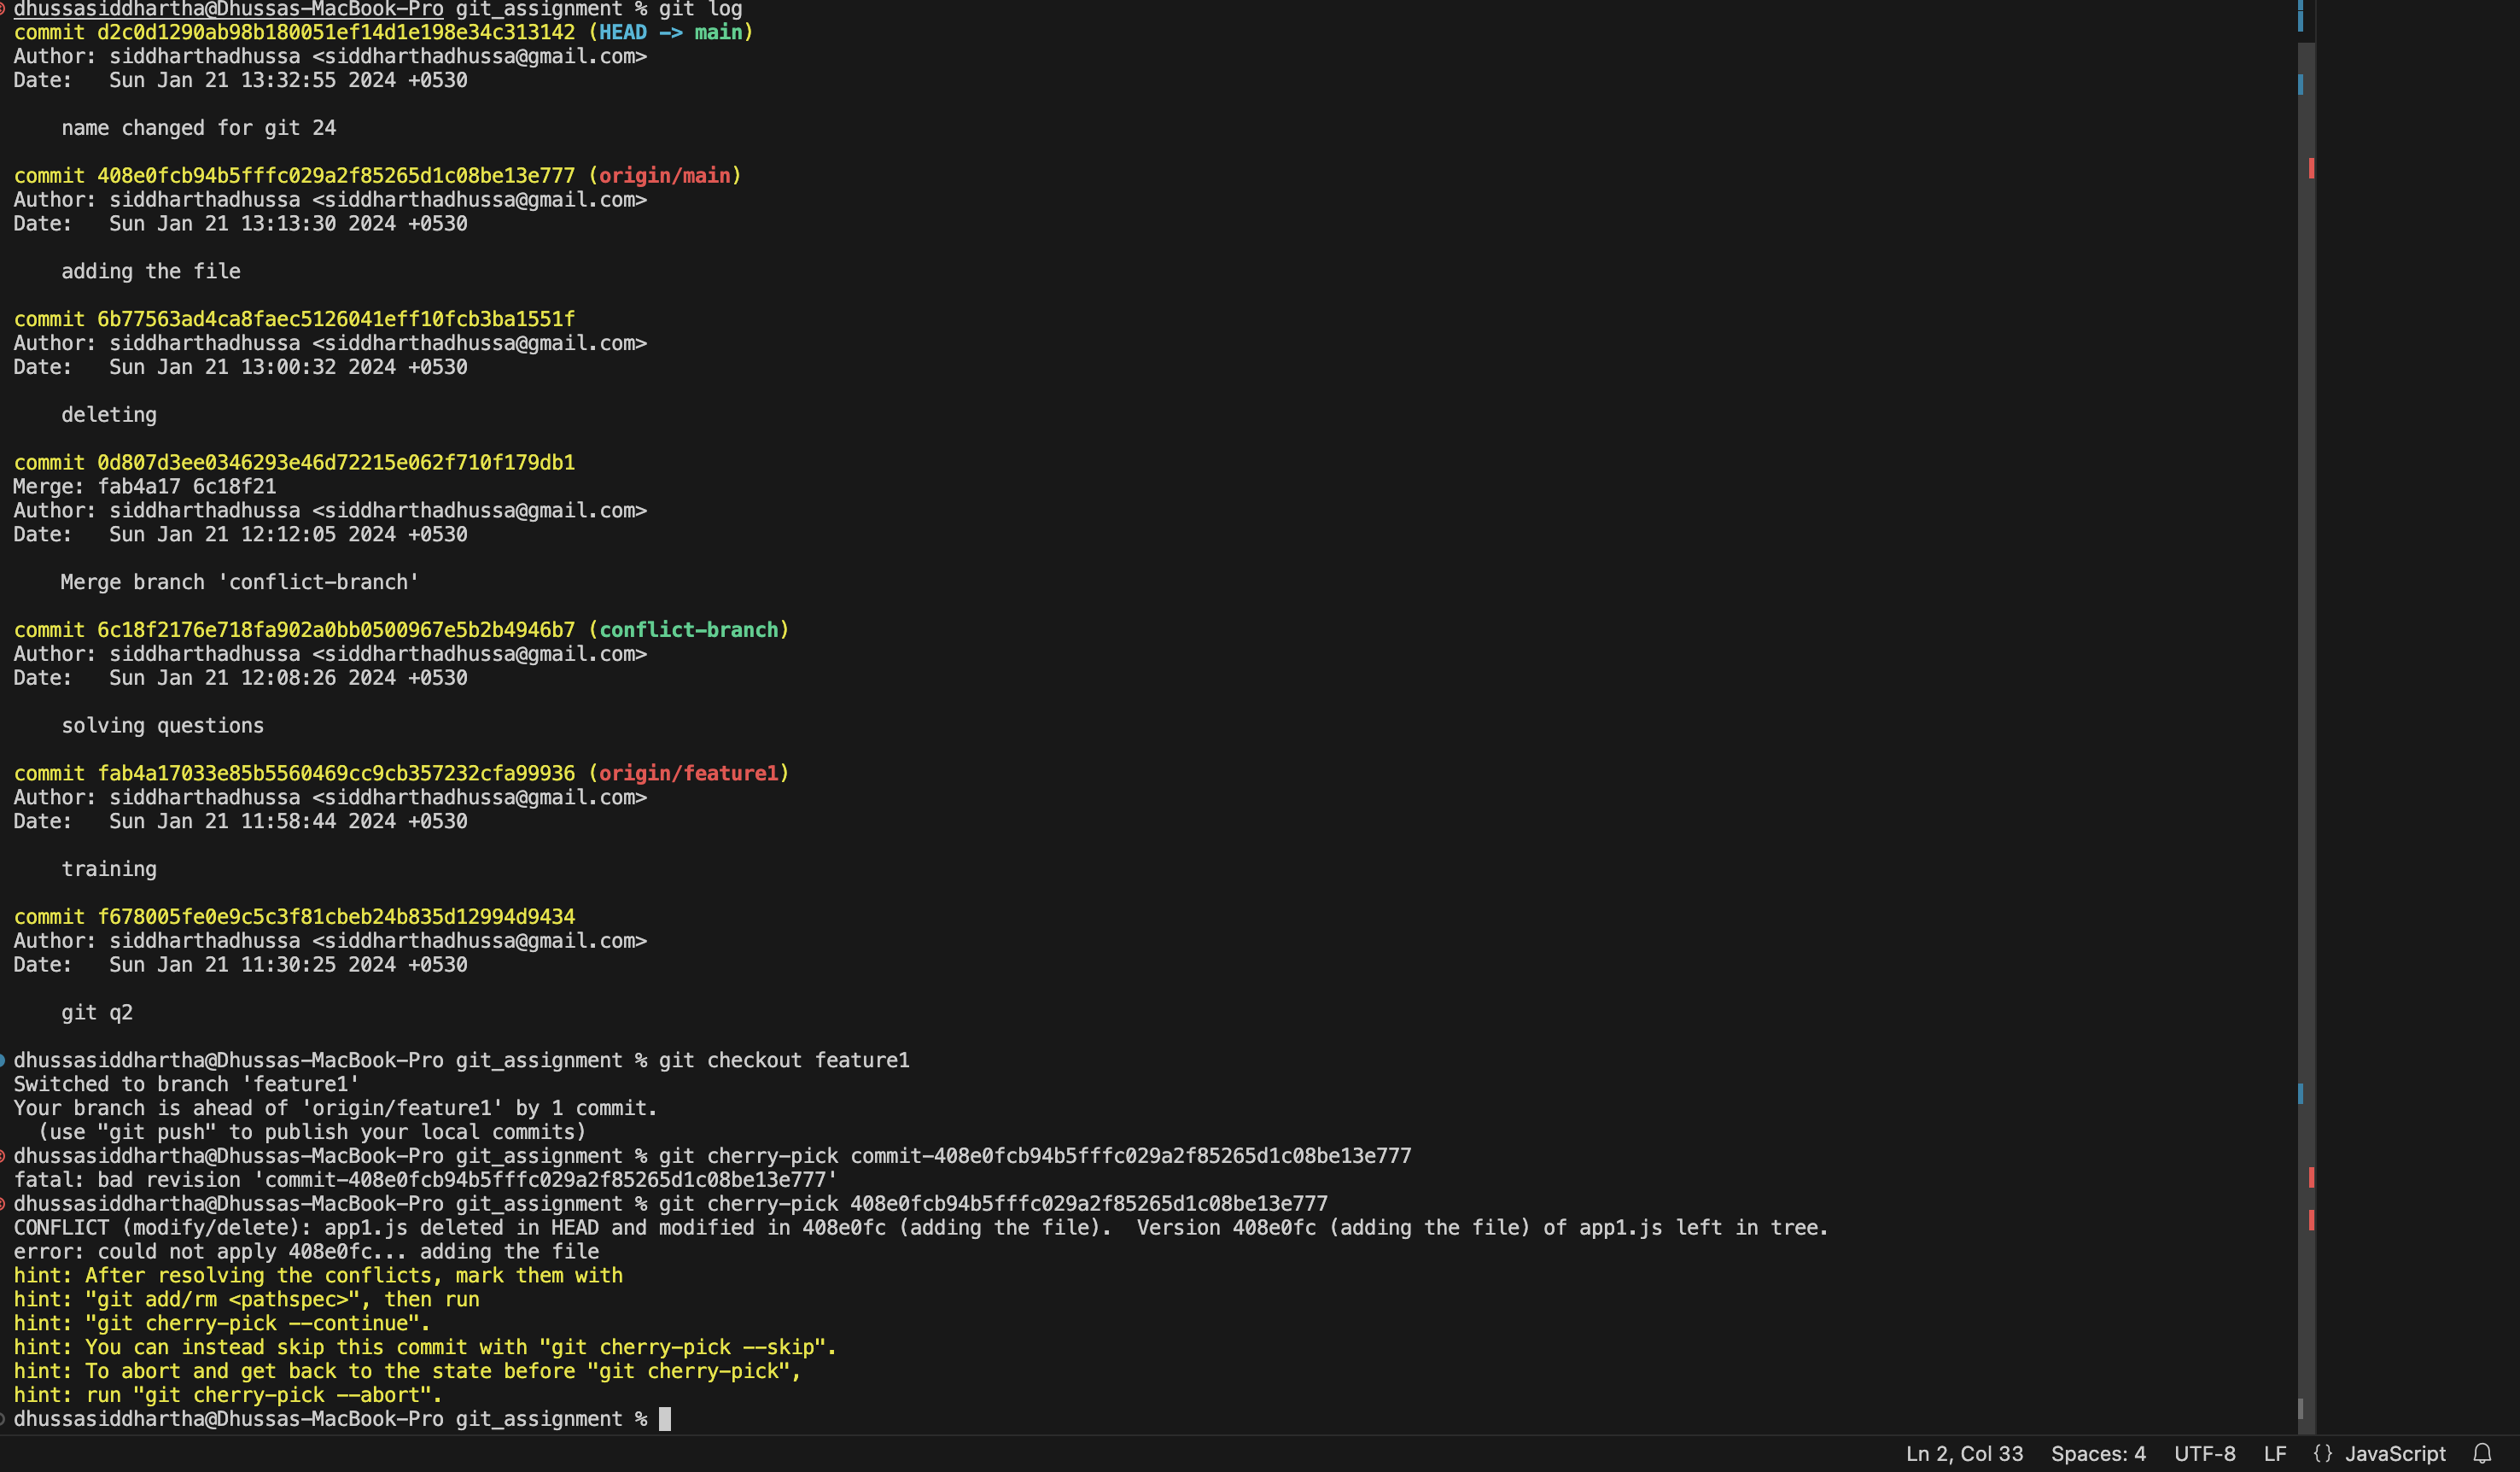 dhussasiddhartha@Dhussas-MacBook-Pro git_assignment % git log
commit d2c0d1290ab98b180051ef14d1e198e34c313142 (HEAD -> main)
Author: siddharthadhussa <siddharthadhussa@gmail.com>
Date:   Sun Jan 21 13:32:55 2024 +0530
name changed for git 24
commit 408e0fcb94b5fffc029a2f85265d1c08be13e777 (origin/main)
Author: siddharthadhussa <siddharthadhussa@gmail.com>
Date:   Sun Jan 21 13:13:30 2024 +0530
adding the file
commit 6b77563ad4ca8faec5126041eff10fcb3ba1551f
Author: siddharthadhussa <siddharthadhussa@gmail.com>
Date:   Sun Jan 21 13:00:32 2024 +0530
deleting
commit 0d807d3ee0346293e46d72215e062f710f179db1
Merge: fab4a17 6c18f21
Author: siddharthadhussa <siddharthadhussa@gmail.com>
Date:   Sun Jan 21 12:12:05 2024 +0530
Merge branch 'conflict-branch'
commit 6c18f2176e718fa902a0bb0500967e5b2b4946b7 (conflict-branch)
Author: siddharthadhussa <siddharthadhussa@gmail.com>
Date:   Sun Jan 21 12:08:26 2024 +0530
solving questions
commit fab4a17033e85b5560469cc9cb357232cfa99936 (origin/feature1)
Author: siddharthadhussa <siddharthadhussa@gmail.com>
Date:   Sun Jan 21 11:58:44 2024 +0530
training
commit f678005fe0e9c5c3f81cbeb24b835d12994d9434
Author: siddharthadhussa <siddharthadhussa@gmail.com>
Date:   Sun Jan 21 11:30:25 2024 +0530
git q2
dhussasiddhartha@Dhussas-MacBook-Pro git_assignment % git checkout feature1
Switched to branch 'feature1'
Your branch is ahead of 'origin/feature1' by 1 commit.
(use "git push" to publish your local commits)
dhussasiddhartha@Dhussas-MacBook-Pro git_assignment % git cherry-pick commit-408e0fcb94b5fffc029a2f85265d1c08be13e777
fatal: bad revision 'commit-408e0fcb94b5fffc029a2f85265d1c08be13e777'
dhussasiddhartha@Dhussas-MacBook-Pro git_assignment % git cherry-pick 408e0fcb94b5fffc029a2f85265d1c08be13e777
CONFLICT (modify/delete): app1.js deleted in HEAD and modified in 408e0fc (adding the file).  Version 408e0fc (adding the file) of app1.js left in tree.
error: could not apply 408e0fc... adding the file
hint: After resolving the conflicts, mark them with
hint: "git add/rm <pathspec>", then run
hint: "git cherry-pick --continue".
hint: You can instead skip this commit with "git cherry-pick --skip".
hint: To abort and get back to the state before "git cherry-pick",
hint: run "git cherry-pick --abort".
dhussasiddhartha@Dhussas-MacBook-Pro git_assignment %
Ln 2, Col 33 Spaces: 4 UTF-8 LF {} JavaScript